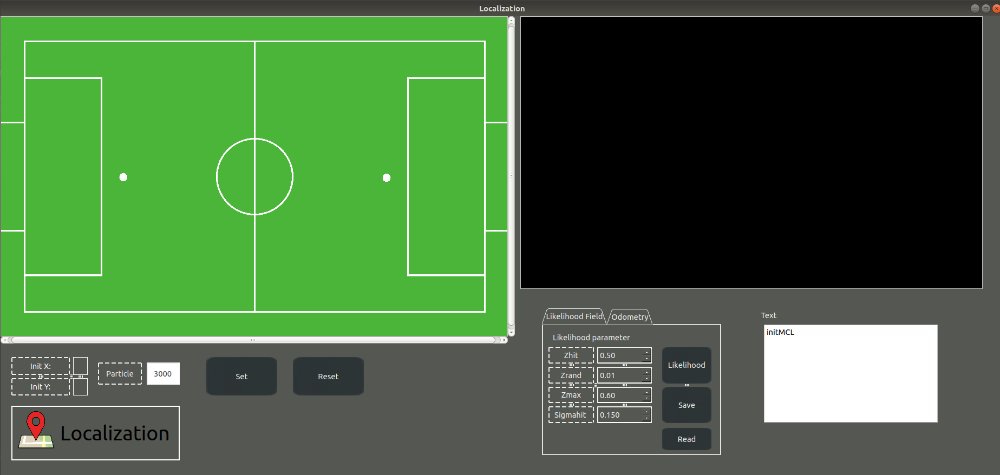 Localization
Likelihood Field
Odometry
Text
Likelihood parameter
initMCL
Zhit
0.50
Likelihood
Zrand
0.01
Zmax
0.60
Save
Sigmahit
0.150
Read
Init X:
Init Y:
Particle
3000
Set
Reset
Localization